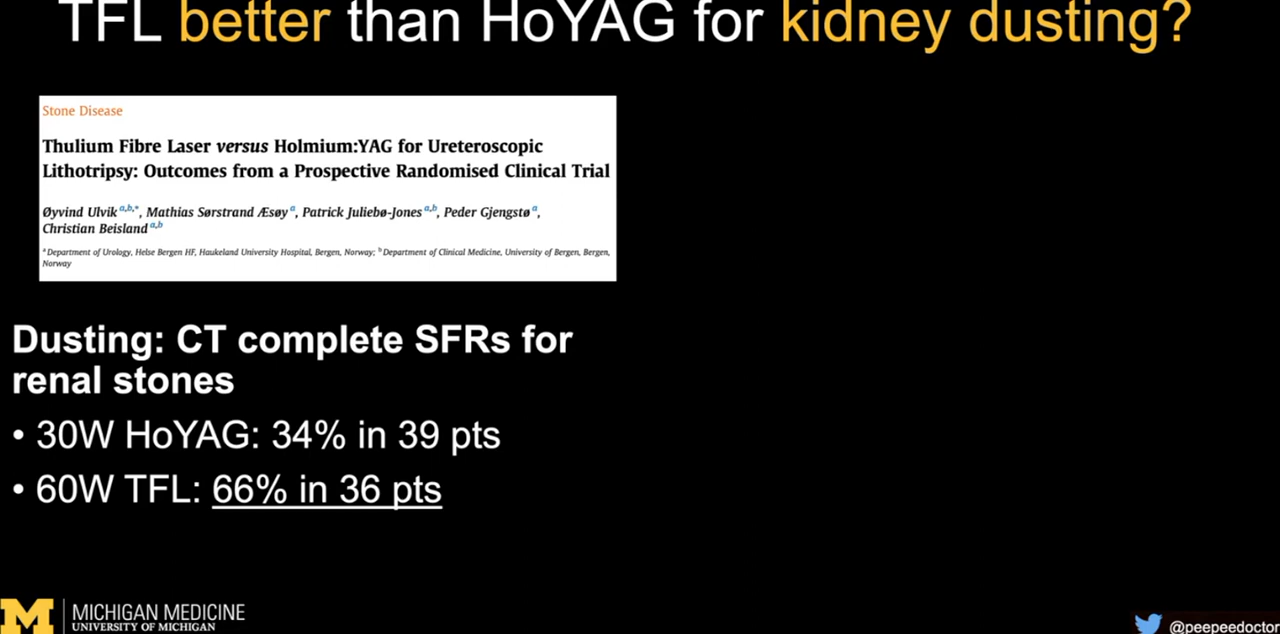 TFL better than HoYAG for kidney dusting?
Stone Disease
Thulium Fibre Laser versus Holmium:YAG for Ureteroscopic
Lithotripsy: Outcomes from a Prospective Randomised Clinical Trial
Øyvind Ulvik a,b,*, Mathias Sørstrand Æsøy a, Patrick Juliebø-Jones a,b, Peder Gjengstø a,
Christian Beisland a,b
a Department of Urology, Helse Bergen HF, Haukeland University Hospital, Bergen, Norway; b Department of Clinical Medicine, University of Bergen, Bergen,
Norway
Dusting: CT complete SFRs for
renal stones
• 30W HoYAG: 34% in 39 pts
• 60W TFL: 66% in 36 pts
M MICHIGAN MEDICINE
UNIVERSITY OF MICHIGAN
@peepeedoctor